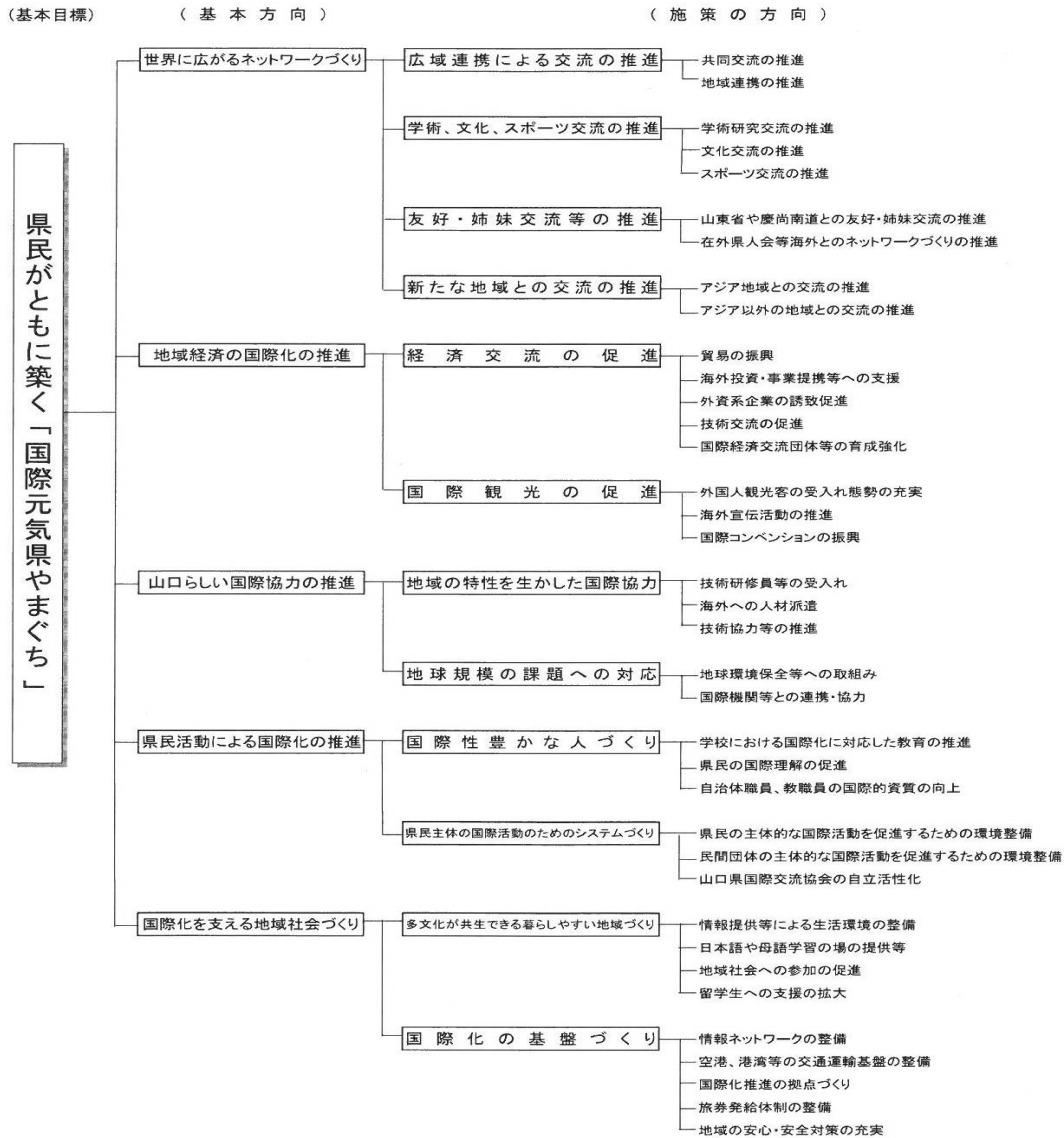 (基本目標)
(基本方向)
(施策の方向)
県民がともに築く「国際元気県やまぐち」
世界に広がるネットワークづくり
広域連携による交流の推進
共同交流の推進
地域連携の推進
学術、文化、スポーツ交流の推進
学術研究交流の推進
文化交流の推進
スポーツ交流の推進
友好・姉妹交流等の推進
山東省や慶尚南道との友好・姉妹交流の推進
在外県人会等海外とのネットワークづくりの推進
新たな地域との交流の推進
アジア地域との交流の推進
アジア以外の地域との交流の推進
地域経済の国際化の推進
経済交流の促進
貿易の振興
海外投資・事業提携等への支援
外資系企業の誘致促進
技術交流の促進
国際経済交流団体等の育成強化
国際観光の促進
外国人観光客の受入れ態勢の充実
海外宣伝活動の推進
国際コンベンションの振興
山口らしい国際協力の推進
地域の特性を生かした国際協力
技術研修員等の受入れ
海外への人材派遣
技術協力等の推進
地球規模の課題への対応
地球環境保全等への取組み
国際機関等との連携・協力
県民活動による国際化の推進
国際性豊かな人づくり
学校における国際化に対応した教育の推進
県民の国際理解の促進
自治体職員、教職員の国際的資質の向上
県民主体の国際活動のためのシステムづくり
県民の主体的な国際活動を促進するための環境整備
民間団体の主体的な国際活動を促進するための環境整備
山口県国際交流協会の自立活性化
国際化を支える地域社会づくり
多文化が共生できる暮らしやすい地域づくり
情報提供等による生活環境の整備
日本語や母語学習の場の提供等
地域社会への参加の促進
留学生への支援の拡大
国際化の基盤づくり
情報ネットワークの整備
空港、港湾等の交通運輸基盤の整備
国際化推進の拠点づくり
旅券発給体制の整備
地域の安心・安全対策の充実